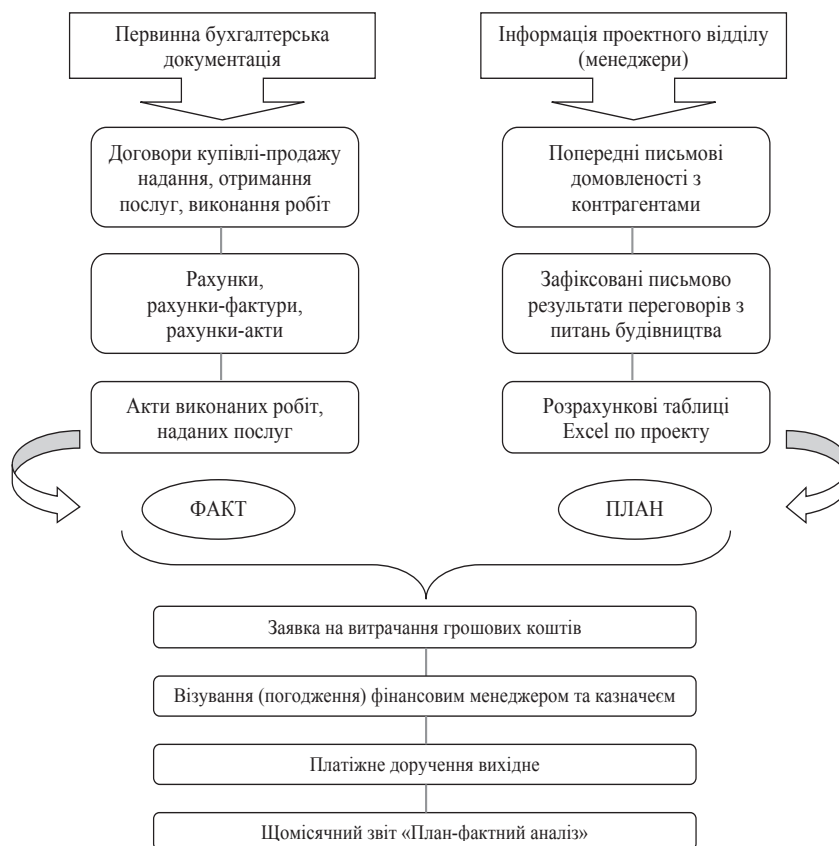 Первинна бухгалтерська
документація
Договори купівлі-продажу
надання, отримання
послуг, виконання робіт
Рахунки,
рахунки-фактури,
рахунки-акти
Акти виконаних робіт,
наданих послуг
ФАКТ
Інформація проектного відділу
(менеджери)
Попередні письмові
домовленості з
контрагентами
Зафіксовані письмово
результати переговорів з
питань будівництва
Розрахункові таблиці
Excel по проекту
ПЛАН
Заявка на витрачання грошових коштів
Візування (погодження) фінансовим менеджером та казначеєм
Платіжне доручення вихідне
Щомісячний звіт «План-фактний аналіз»